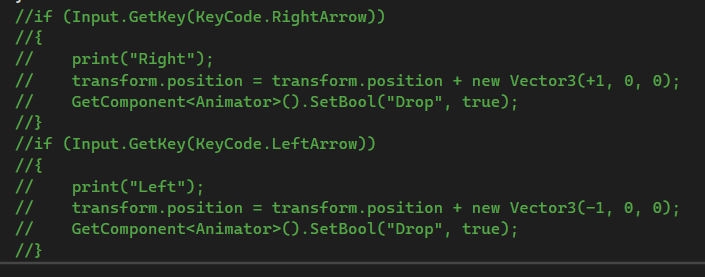 //if (Input.GetKey(KeyCode.RightArrow))
//{
//    print("Right");
//    transform.position = transform.position + new Vector3(+1, 0, 0);
//    GetComponent<Animator>().SetBool("Drop", true);
//}
//if (Input.GetKey(KeyCode.LeftArrow))
//{
//    print("Left");
//    transform.position = transform.position + new Vector3(-1, 0, 0);
//    GetComponent<Animator>().SetBool("Drop", true);
//}